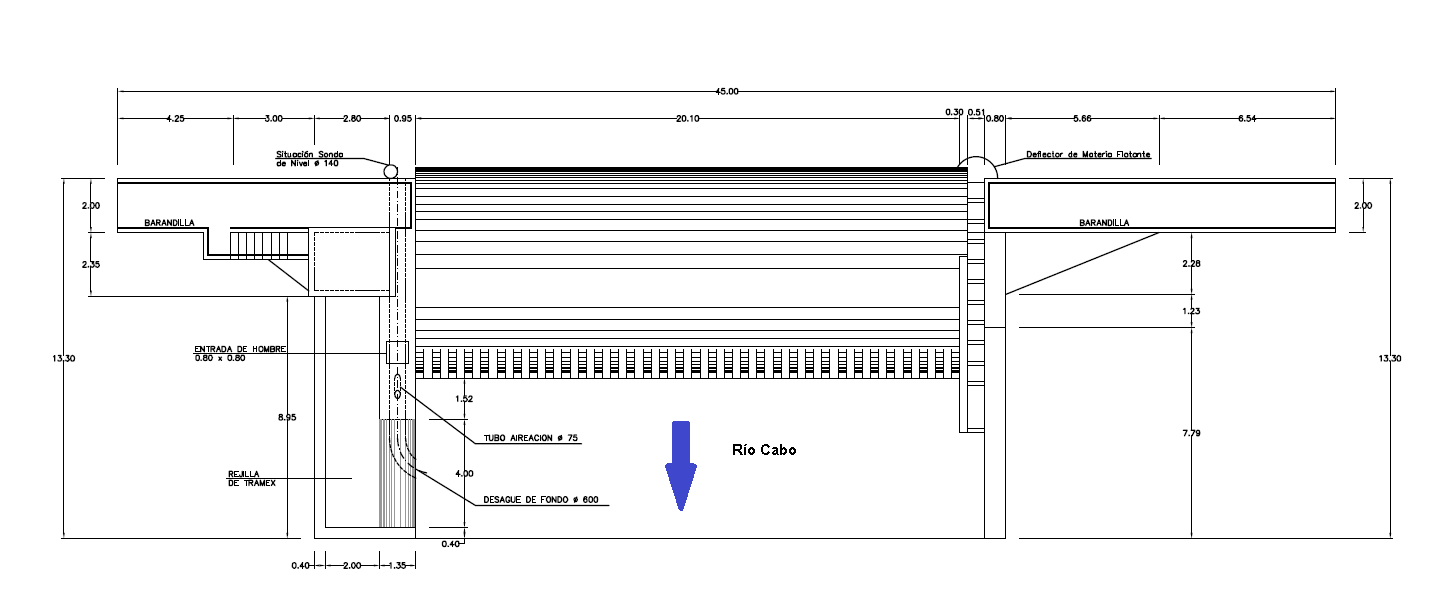 45.00
4.25 3.00 2.80 0.95 20.10 0.30 0.51 0.80 5.66 6.54
Situación Sonda
de Nivel ø 140
Deflector de Materia Flotante
2.00
BARANDILLA
BARANDILLA
2.00
2.35
2.28
1.23
ENTRADA DE HOMBRE
0.80 x 0.80
13.30
13.30
1.52
8.95
TUBO AIREACION ø 75
Río Cabo
7.79
REJILLA
DE TRAMEX
4.00
DESAGUE DE FONDO ø 600
0.40
0.40 2.00 1.35